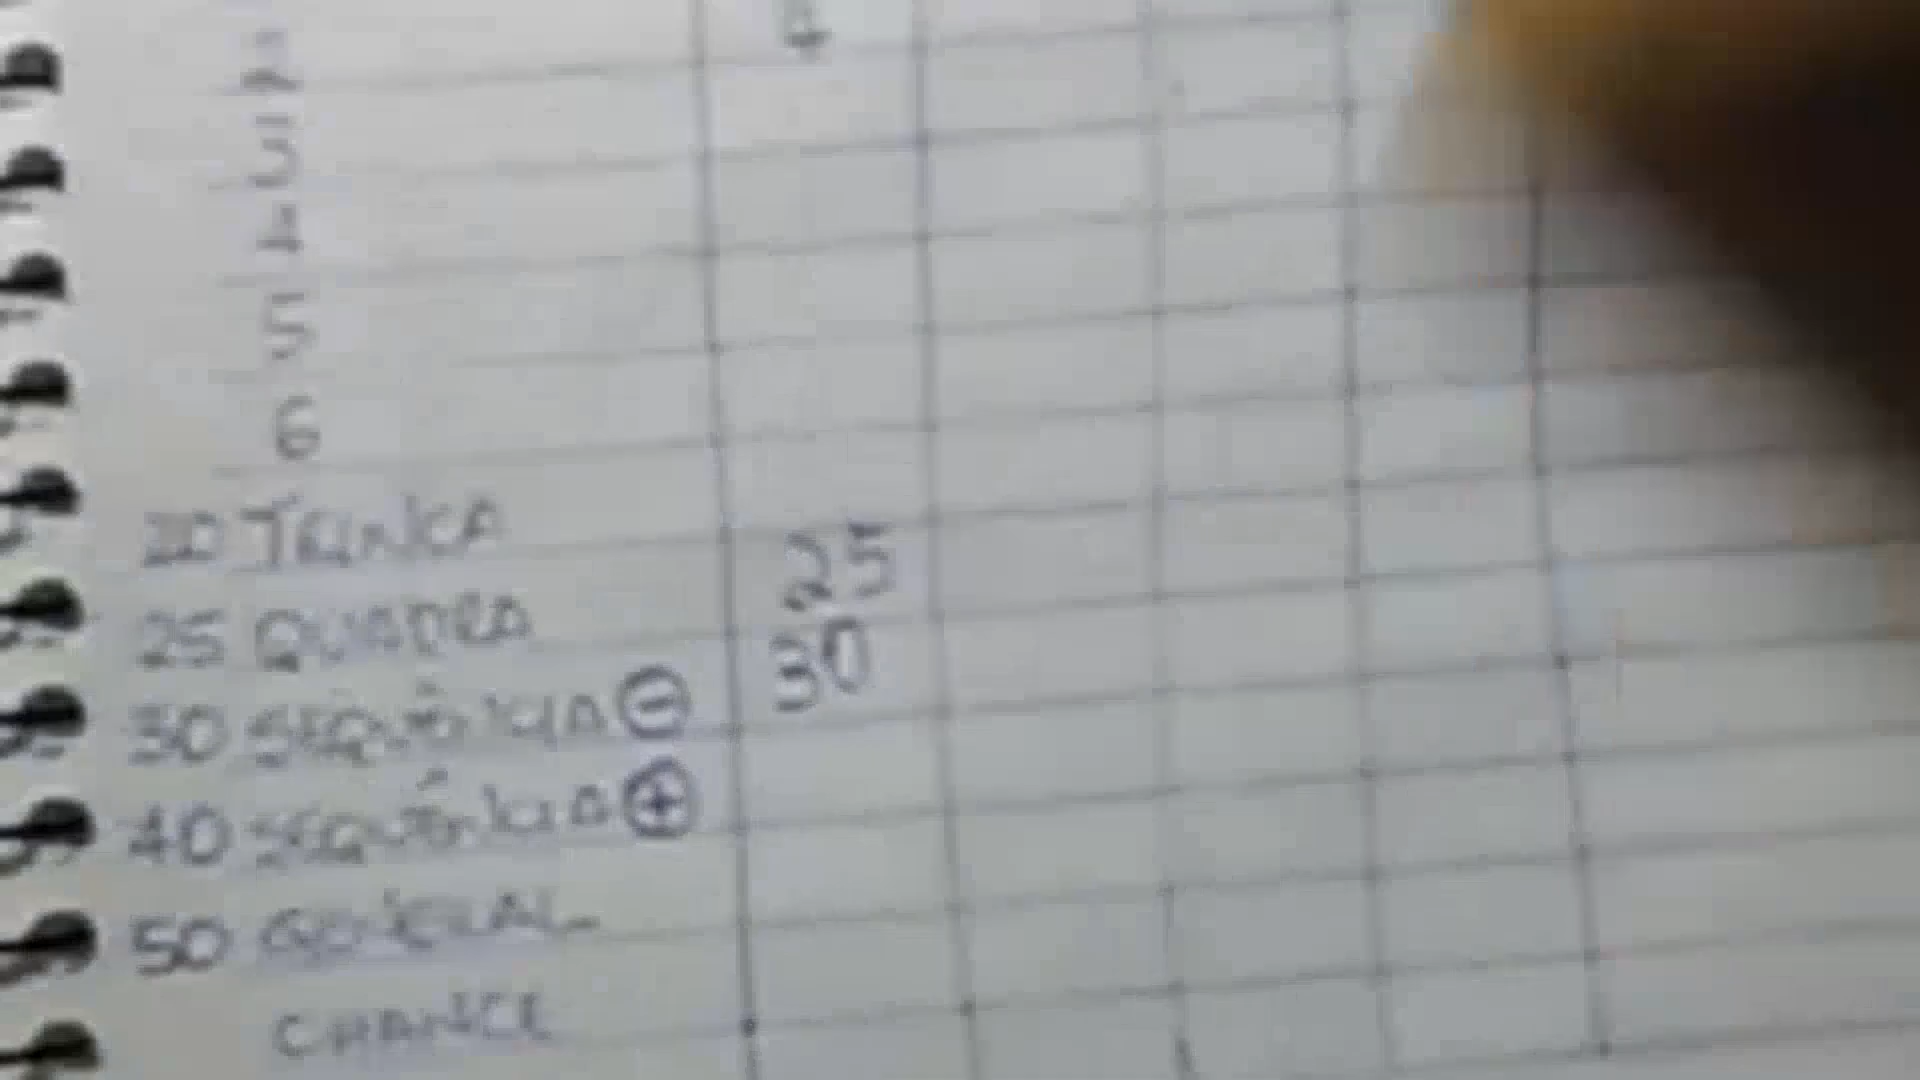 2
3
4
5
6
20 TRINCA
25 QUADRA 25
30 SEQUÊNCIA - 30
40 SEQUÊNCIA +
50 GENERAL
CHANCE